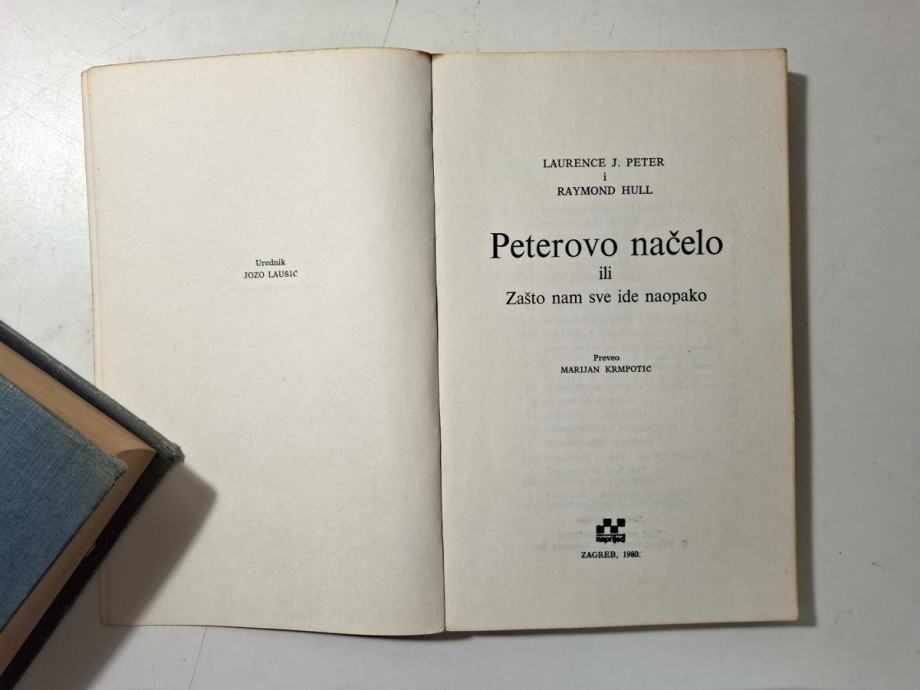 Urednik
JOZO LAUŠIĆ
LAURENCE J. PETER
i
RAYMOND HULL
Peterovo načelo
ili
Zašto nam sve ide naopako
Preveo
MARIJAN KRMPOTIĆ
naprijed
ZAGREB, 1980.